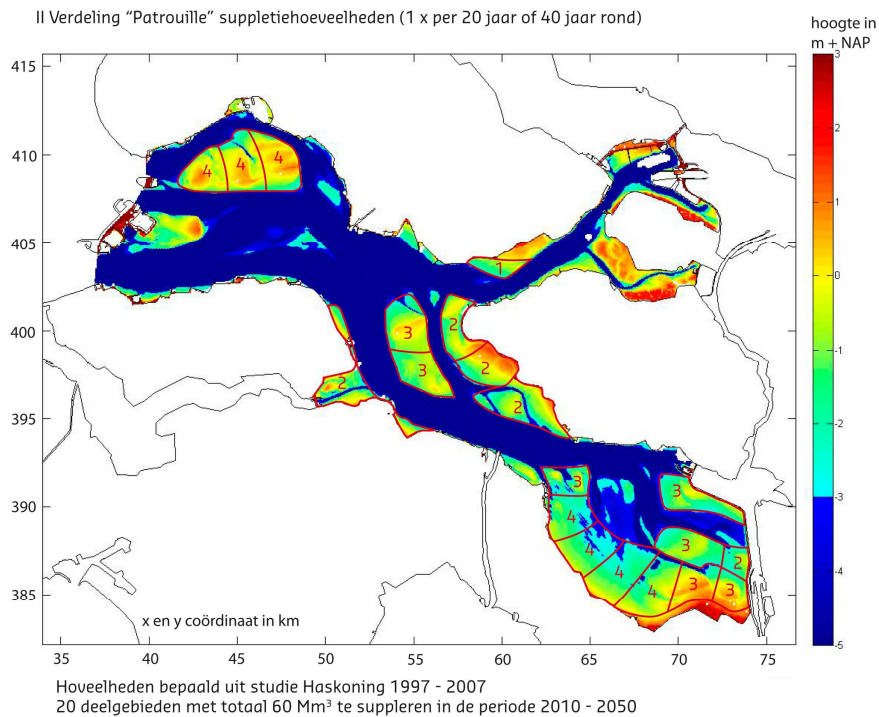 II Verdeling “Patrouille” suppletiehoeveelheden (1 x per 20 jaar of 40 jaar rond)
hoogte in
m + NAP
415
410
405
400
395
390
385
35 40 45 50 55 60 65 70 75
3
2
1
0
-1
-2
-3
-4
-5
4 4 4
1
3 2
3 2
2
2
3 3
4
4 3 2
4 4 3 3
x en y coördinaat in km
Hoveelheden bepaald uit studie Haskoning 1997 - 2007
20 deelgebieden met totaal 60 Mm³ te suppleren in de periode 2010 - 2050